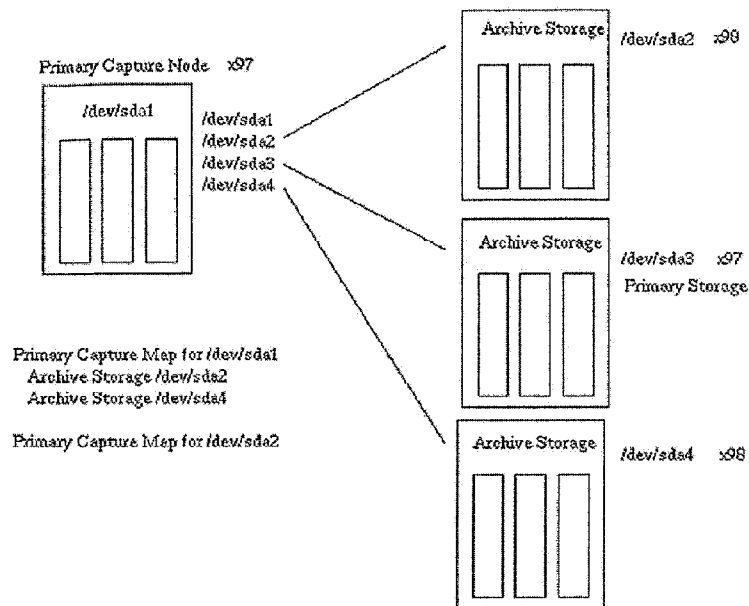 Primary Capture Node x97
/dev/sda1
/dev/sda1
/dev/sda2
/dev/sda3
/dev/sda4
Archive Storage
/dev/sda2 x98
Archive Storage
/dev/sda3 x97
Primary Storage
Archive Storage
/dev/sda4 x98
Primary Capture Map for /dev/sda1
Archive Storage /dev/sda2
Archive Storage /dev/sda4
Primary Capture Map for /dev/sda2